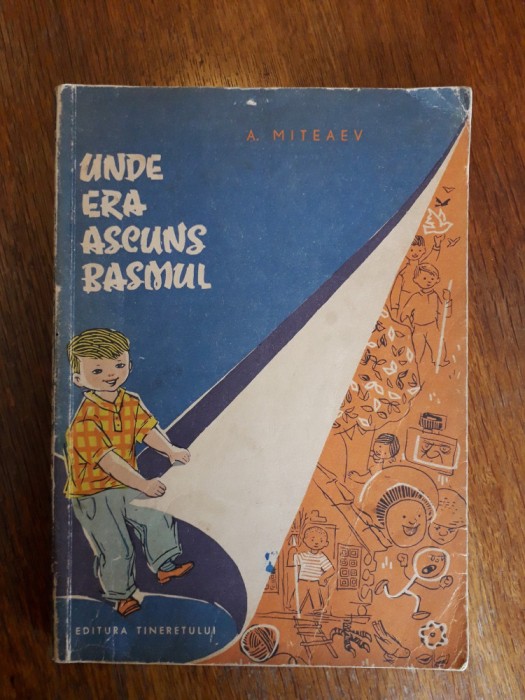 A. MITEAEV
UNDE
ERA
ASCUNS
BASMUL
EDITURA TINERETULUI